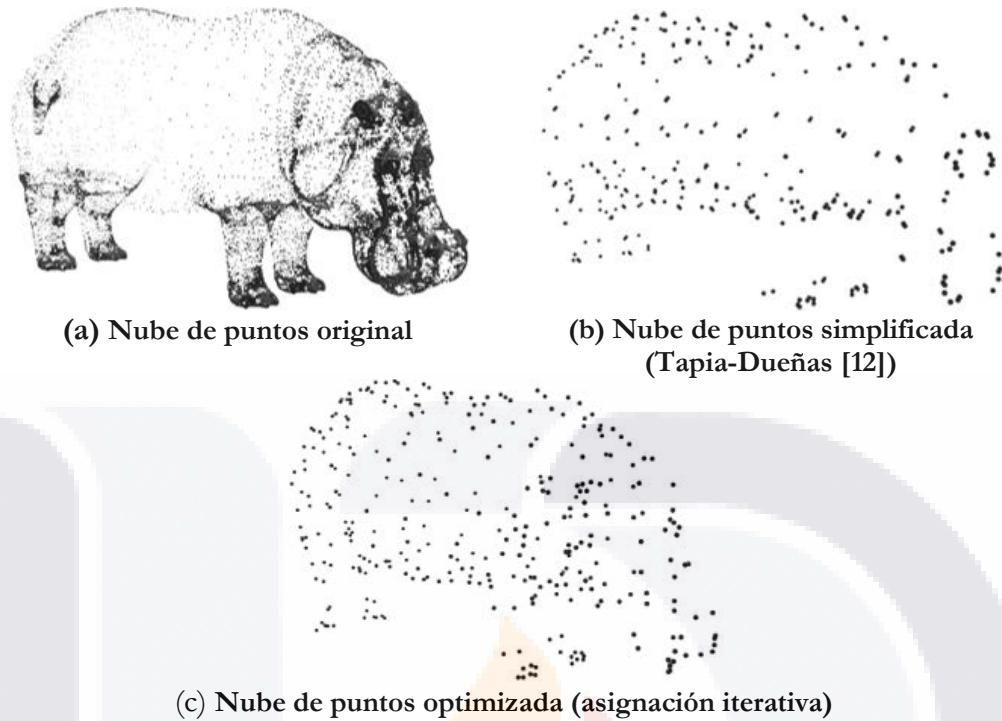 (a) Nube de puntos original
(b) Nube de puntos simplificada
(Tapia-Dueñas [12])
(c) Nube de puntos optimizada (asignación iterativa)